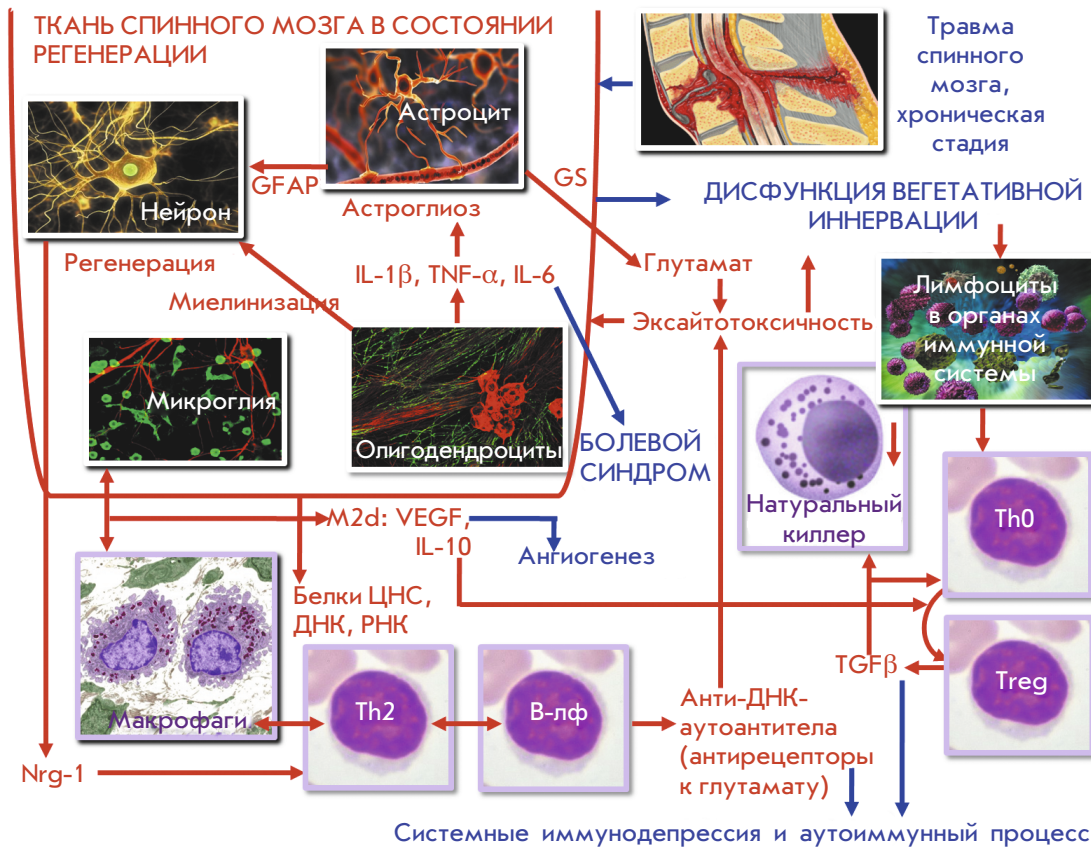 ТКАНЬ СПИННОГО МОЗГА В СОСТОЯНИИ
РЕГЕНЕРАЦИИ
Травма
спинного
мозга,
хроническая
стадия
Астроцит
Нейрон
GFAP
Астроглиоз
GS
ДИСФУНКЦИЯ ВЕГЕТАТИВНОЙ
ИННЕРВАЦИИ
Регенерация
IL-1β, TNF-α, IL-6
Глутамат
Миелинизация
Эксайтотоксичность
Лимфоциты
в органах
иммунной
системы
Микроглия
Олигодендроциты
БОЛЕВОЙ
СИНДРОМ
Натуральный
киллер
Th0
M2d: VEGF,
IL-10
Ангиогенез
Белки ЦНС,
ДНК, РНК
TGFβ
Treg
Макрофаги
Th2
В-лф
Анти-ДНК-
аутоантитела
(антирецепторы
к глутамату)
Nrg-1
Системные иммунодепрессия и аутоиммунный процесс